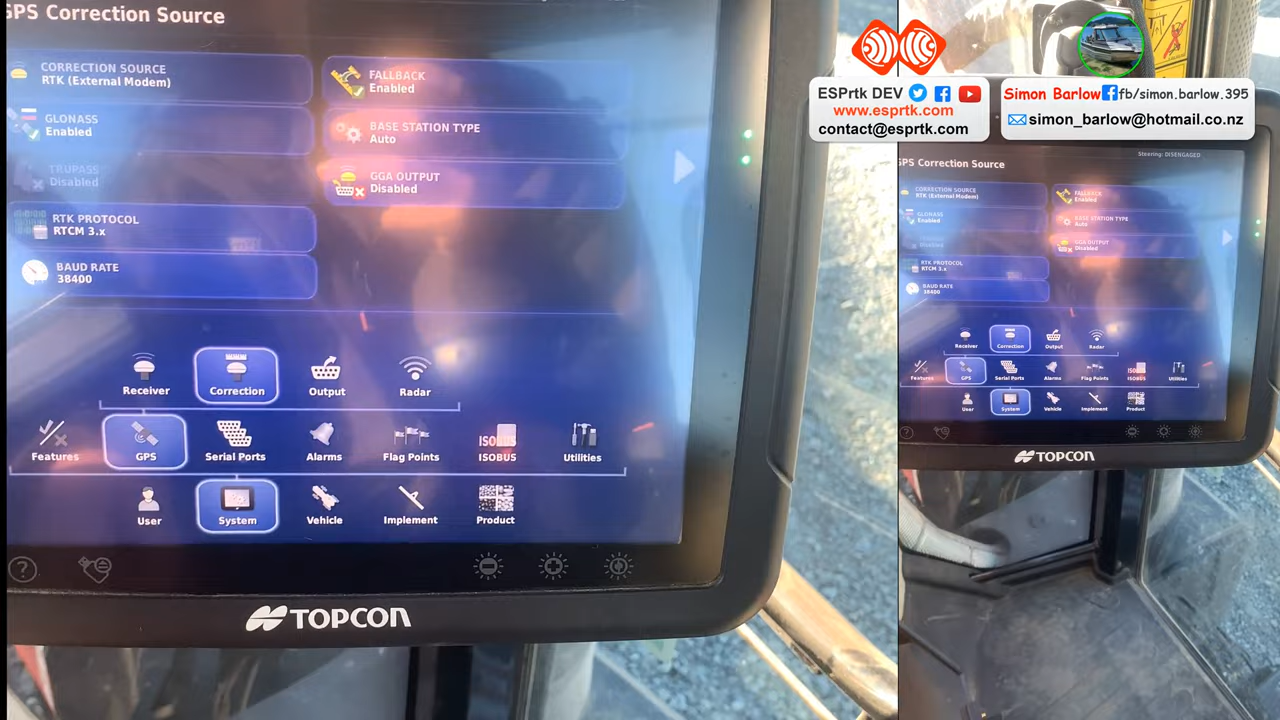 GPS Correction Source
CORRECTION SOURCE
RTK (External Modem)
GLONASS
Enabled
TRUPASS
Disabled
RTK PROTOCOL
RTCM 3.x
BAUD RATE
38400
FALLBACK
Enabled
BASE STATION TYPE
Auto
GGA OUTPUT
Disabled
Receiver
Correction
Output
Radar
Features
GPS
Serial Ports
Alarms
Flag Points
ISOBUS
ISOBUS
Utilities
User
System
Vehicle
Implement
Product
?
TOPCON
ESPrtk DEV
www.esprtk.com
contact@esprtk.com
Simon Barlow fb/simon.barlow.395
simon_barlow@hotmail.co.nz
Steering: DISENGAGED
GPS Correction Source
CORRECTION SOURCE
RTK (External Modem)
GLONASS
Enabled
Disabled
RTK PROTOCOL
RTCM 3.x
BAUD RATE
38400
FALLBACK
Enabled
BASE STATION TYPE
Auto
GGA OUTPUT
Disabled
Receiver
Correction
Output
Radar
Features
GPS
Serial Ports
Alarms
Flag Points
ISOBUS
ISOBUS
Utilities
User
System
Vehicle
Implement
Product
?
TOPCON